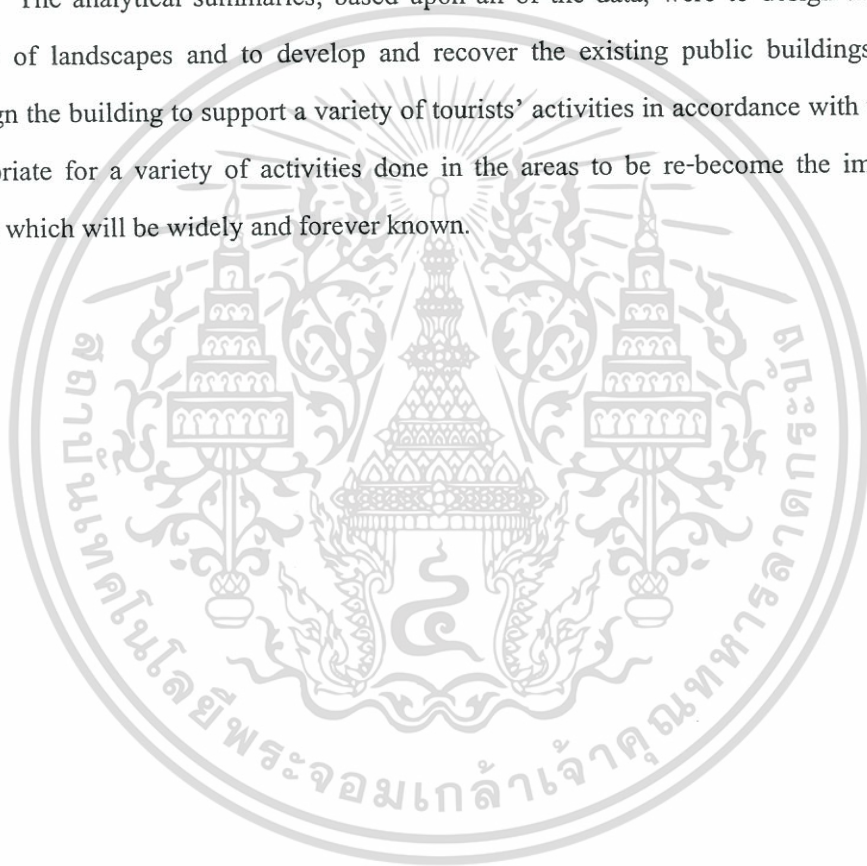 The analytical summaries, based upon all of the data, were to design
of landscapes and to develop and recover the existing public buildings
the building to support a variety of tourists' activities in accordance with
for a variety of activities done in the areas to be re-become the
which will be widely and forever known.
สถาบันเทคโนโลยีพระจอมเกล้าเจ้าคุณทหารลาดกระบัง
๔